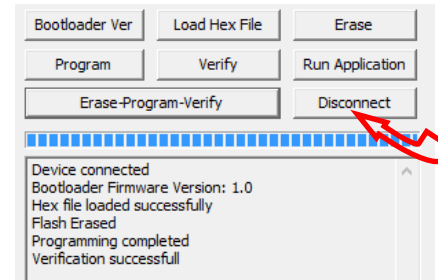 Bootloader Ver Load Hex File Erase
Program Verify Run Application
Erase-Program-Verify Disconnect
Device connected
Bootloader Firmware Version: 1.0
Hex file loaded successfully
Flash Erased
Programming completed
Verification successfull